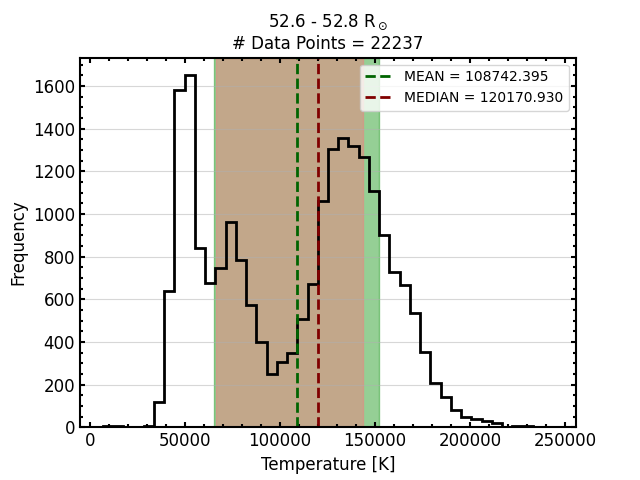 52.6 - 52.8 R⊙
# Data Points = 22237
MEAN = 108742.395
MEDIAN = 120170.930
Frequency
1600
1400
1200
1000
800
600
400
200
0
0 50000 100000 150000 200000 250000
Temperature [K]